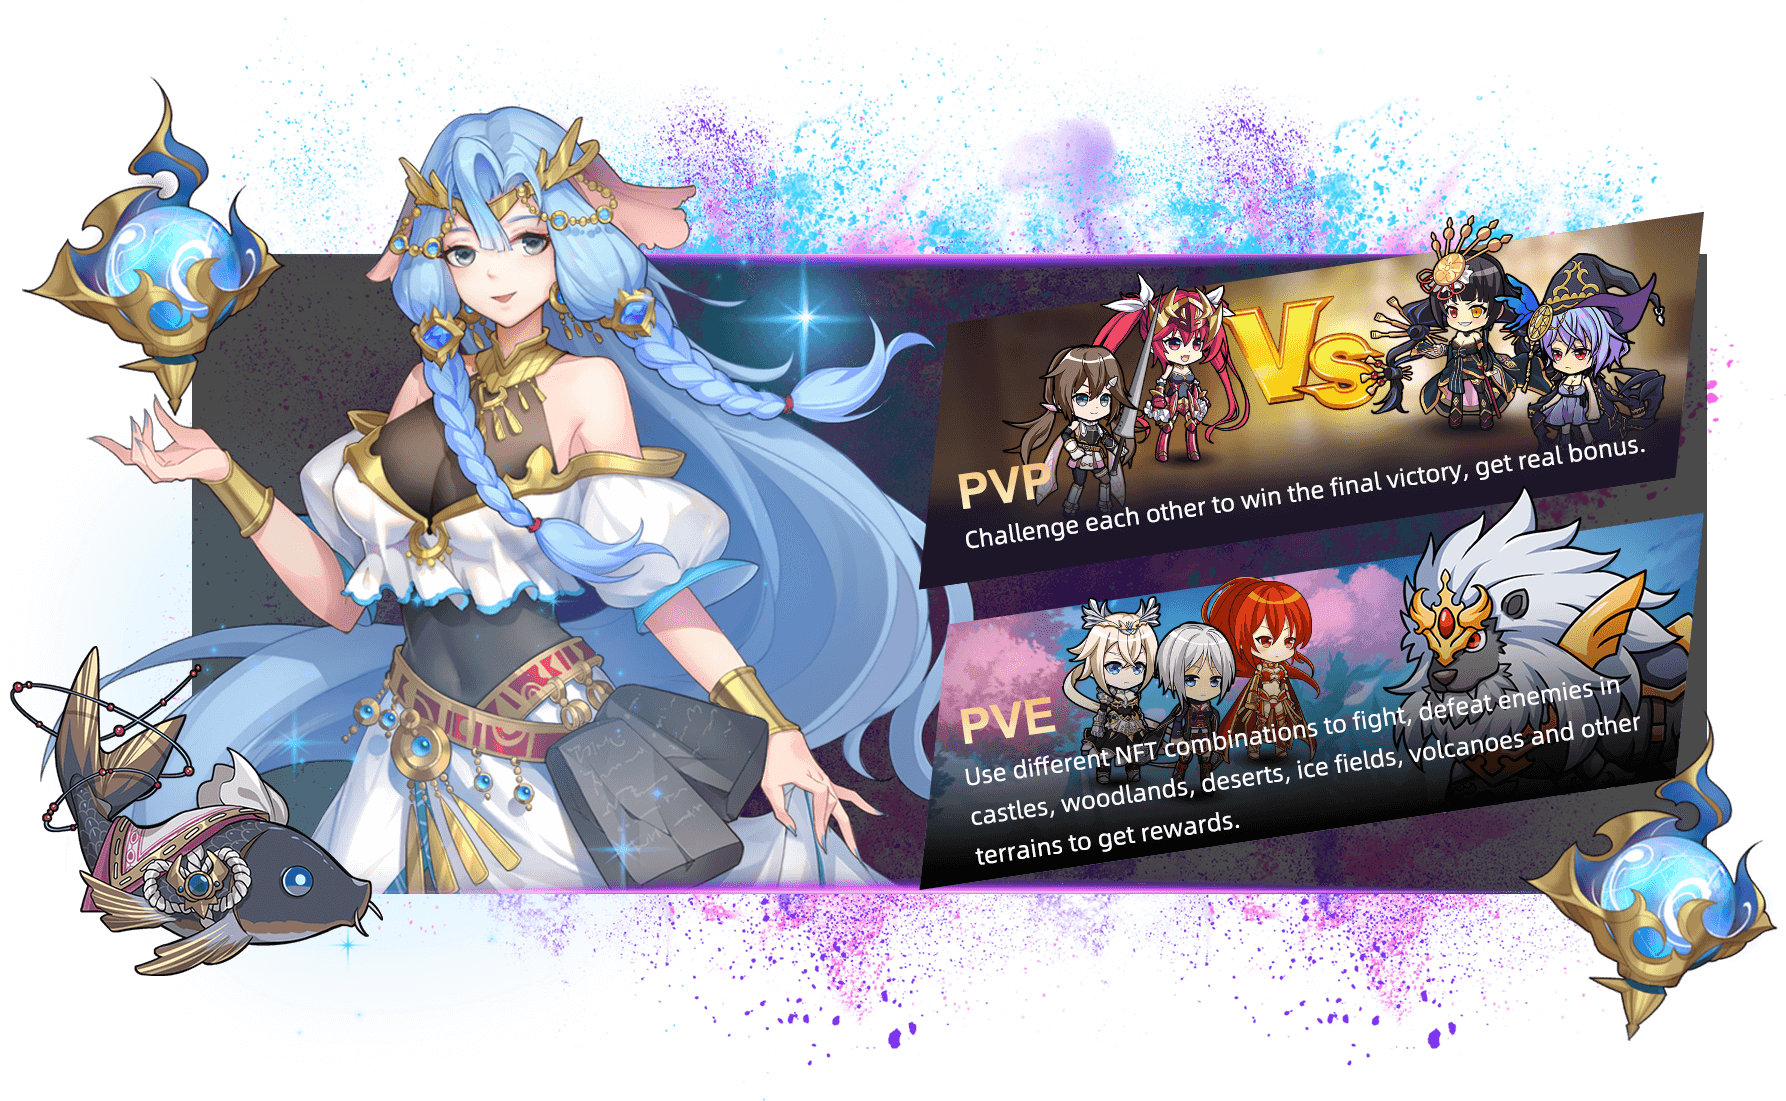 Vs
PVP
Challenge each other to win the final victory, get real bonus.
PVE
Use different NFT combinations to fight, defeat enemies in
castles, woodlands, deserts, ice fields, volcanoes and other
terrains to get rewards.